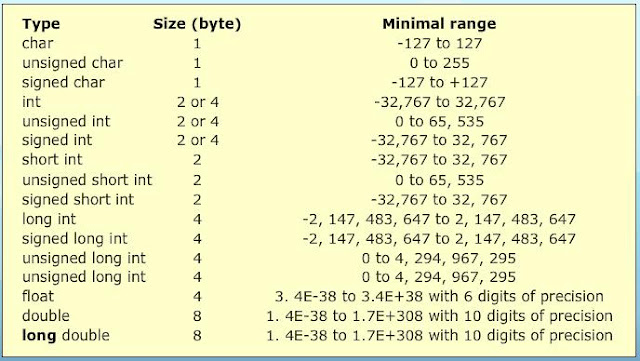 Type Size (byte) Minimal range
char 1 -127 to 127
unsigned char 1 0 to 255
signed char 1 -127 to +127
int 2 or 4 -32,767 to 32,767
unsigned int 2 or 4 0 to 65, 535
signed int 2 or 4 -32,767 to 32, 767
short int 2 -32,767 to 32, 767
unsigned short int 2 0 to 65, 535
signed short int 2 -32,767 to 32, 767
long int 4 -2, 147, 483, 647 to 2, 147, 483, 647
signed long int 4 -2, 147, 483, 647 to 2, 147, 483, 647
unsigned long int 4 0 to 4, 294, 967, 295
unsigned long int 4 0 to 4, 294, 967, 295
float 4 3. 4E-38 to 3.4E+38 with 6 digits of precision
double 8 1. 4E-38 to 1.7E+308 with 10 digits of precision
long double 8 1. 4E-38 to 1.7E+308 with 10 digits of precision